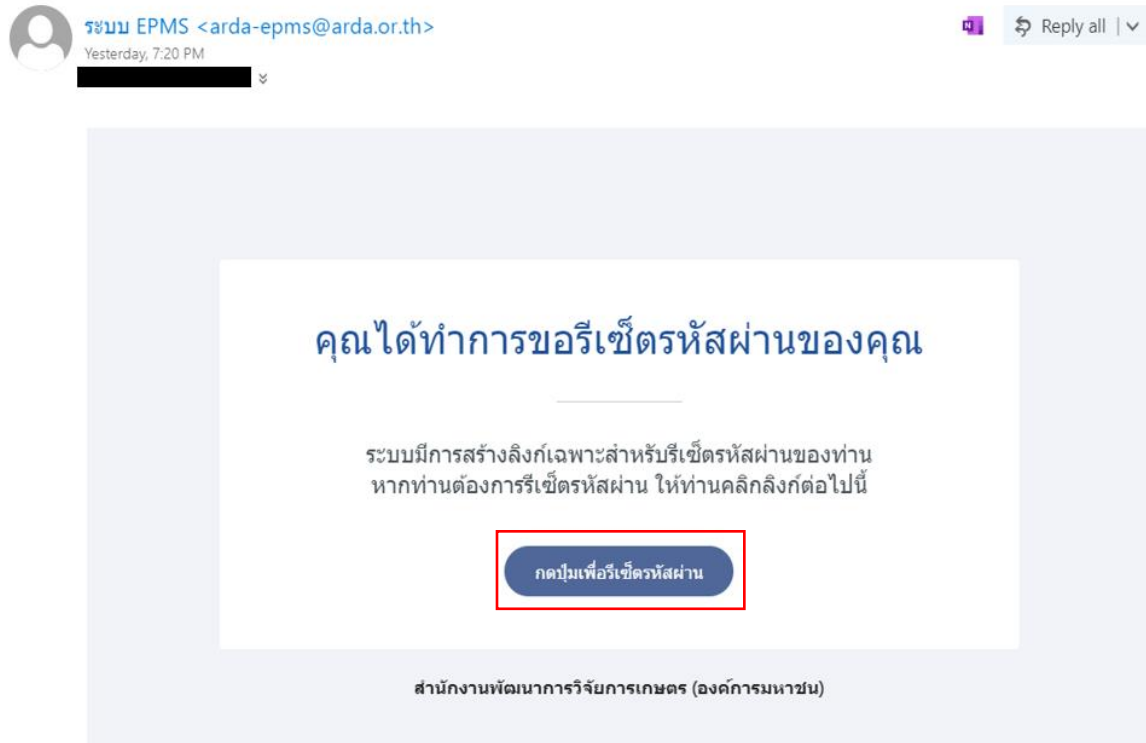 ระบบ EPMS <arda-epms@arda.or.th>
Reply all
Yesterday, 7:20 PM
คุณได้ทำการขอรีเซ็ตรหัสผ่านของคุณ
ระบบมีการสร้างลิงก์เฉพาะสำหรับรีเซ็ตรหัสผ่านของท่าน
หากท่านต้องการรีเซ็ตรหัสผ่าน ให้ท่านคลิกลิงก์ต่อไปนี้
กดปุ่มเพื่อรีเซ็ตรหัสผ่าน
สำนักงานพัฒนาการวิจัยการเกษตร (องค์การมหาชน)